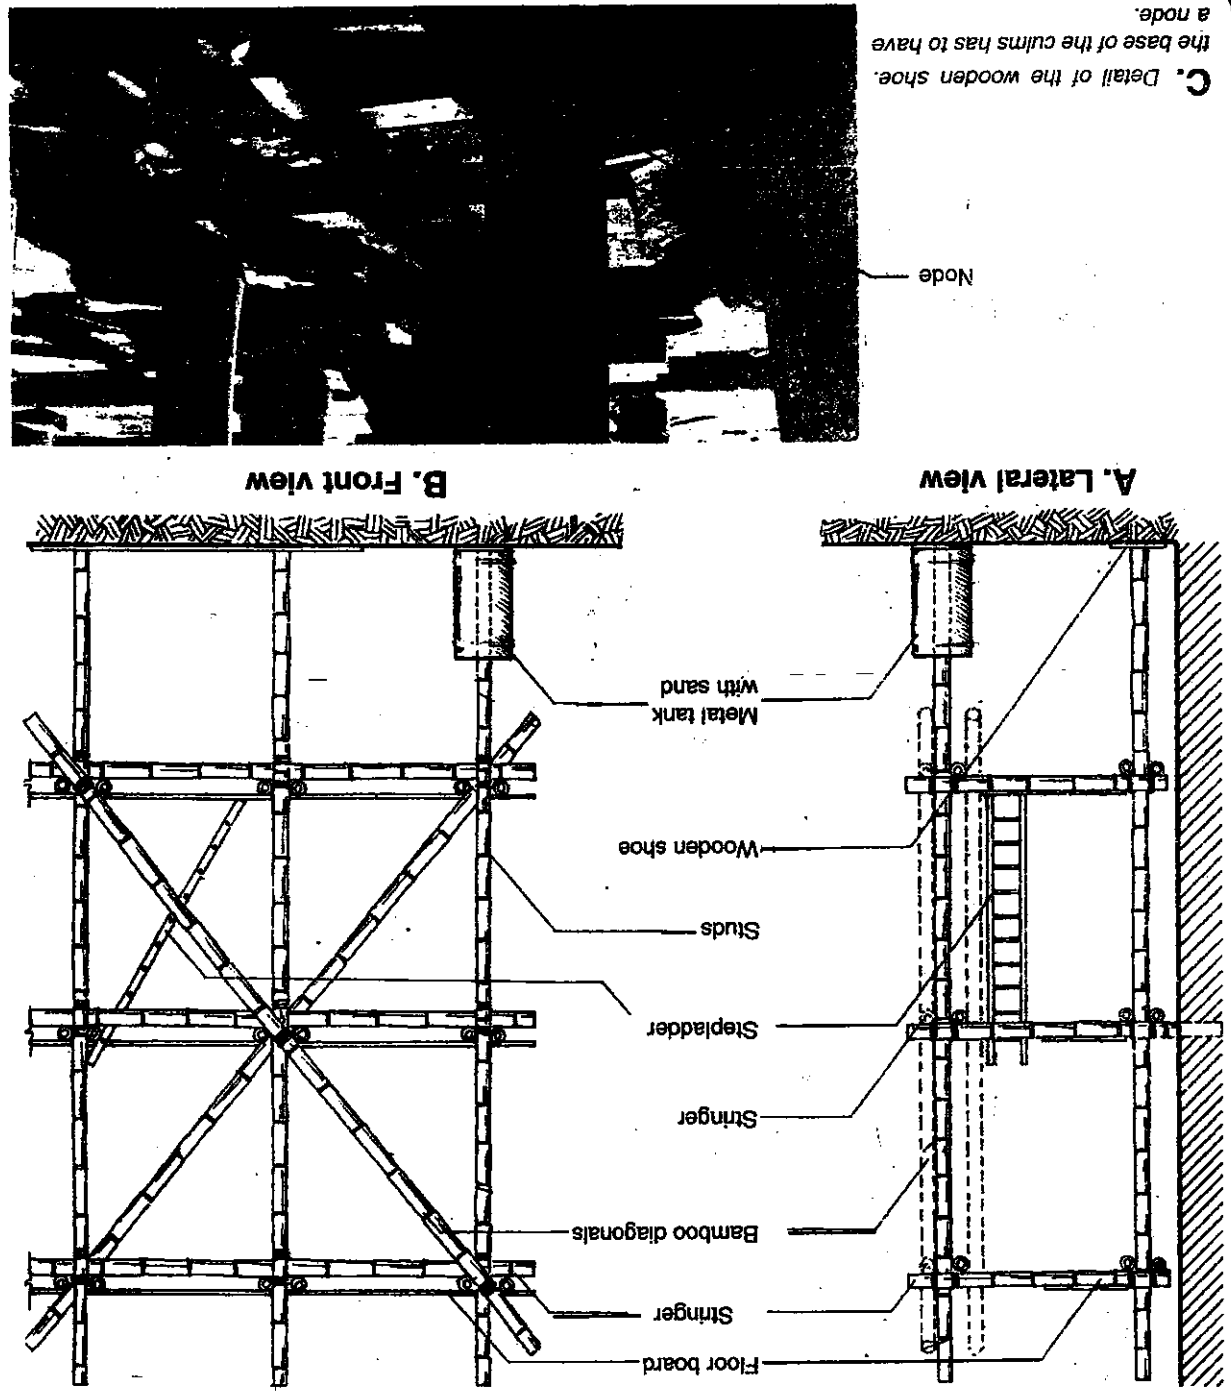 Floor board
Stringer
Bamboo diagonals
Stringer
Stepladder
Studs
Wooden shoe
Metal tank
with sand
A. Lateral view
B. Front view
Node
C. Detail of the wooden shoe.
the base of the culms has to have
a node.